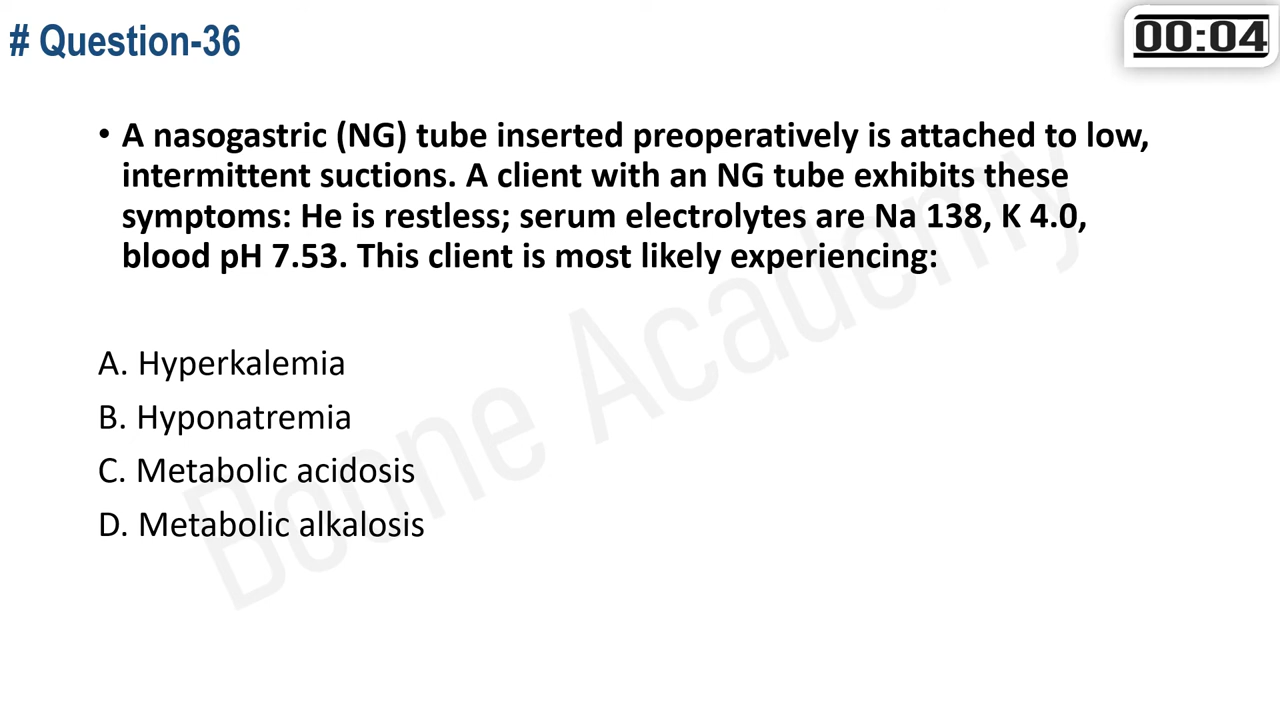 # Question-36
00:04
• A nasogastric (NG) tube inserted preoperatively is attached to low,
intermittent suctions. A client with an NG tube exhibits these
symptoms: He is restless; serum electrolytes are Na 138, K 4.0,
blood pH 7.53. This client is most likely experiencing:
A. Hyperkalemia
B. Hyponatremia
C. Metabolic acidosis
D. Metabolic alkalosis
Boone Academy